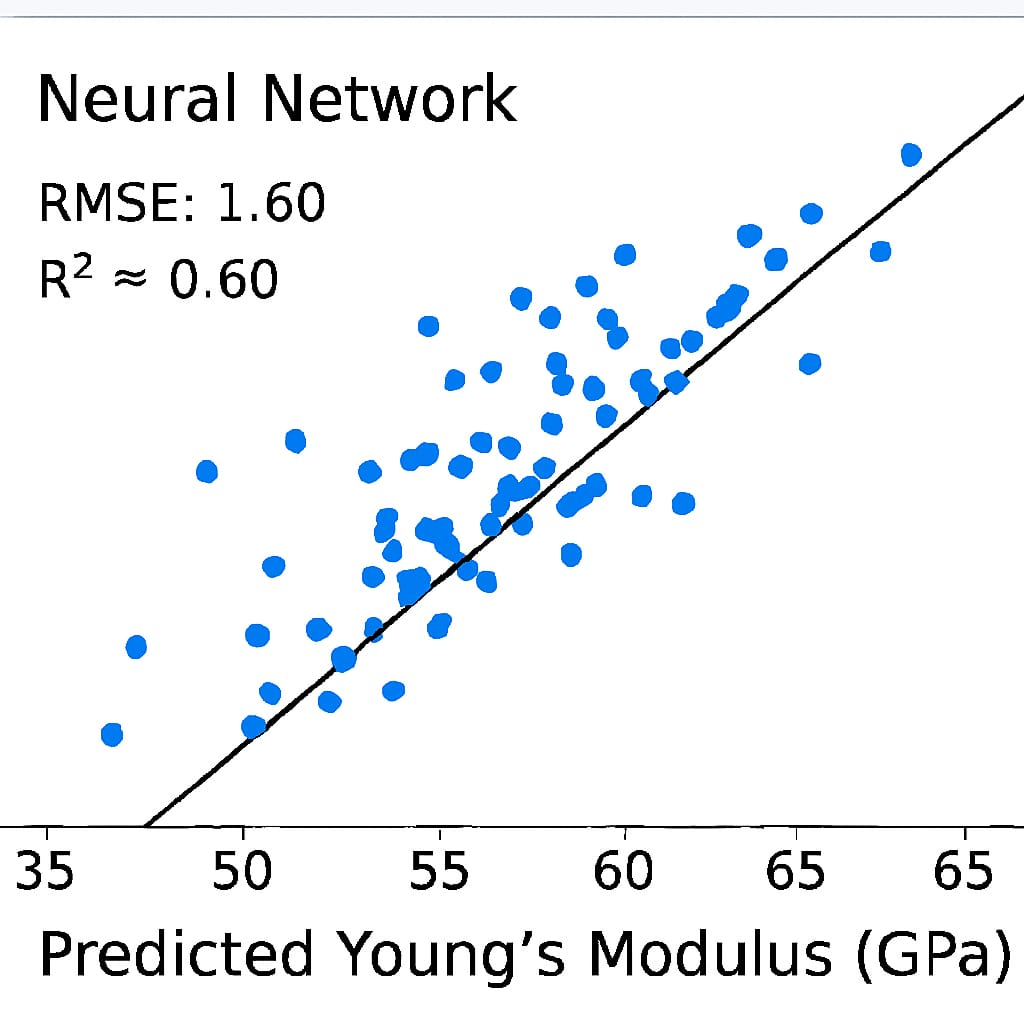 Neural Network
RMSE: 1.60
R² ≈ 0.60
35 50 55 60 65 65
Predicted Young’s Modulus (GPa)